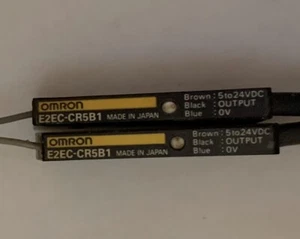 OMRON
E2EC-CR5B1 MADE IN JAPAN
Brown : 5to24VDC
Black : OUTPUT
Blue : 0V
OMRON
E2EC-CR5B1 MADE IN JAPAN
Brown : 5to24VDC
Black : OUTPUT
Blue : 0V